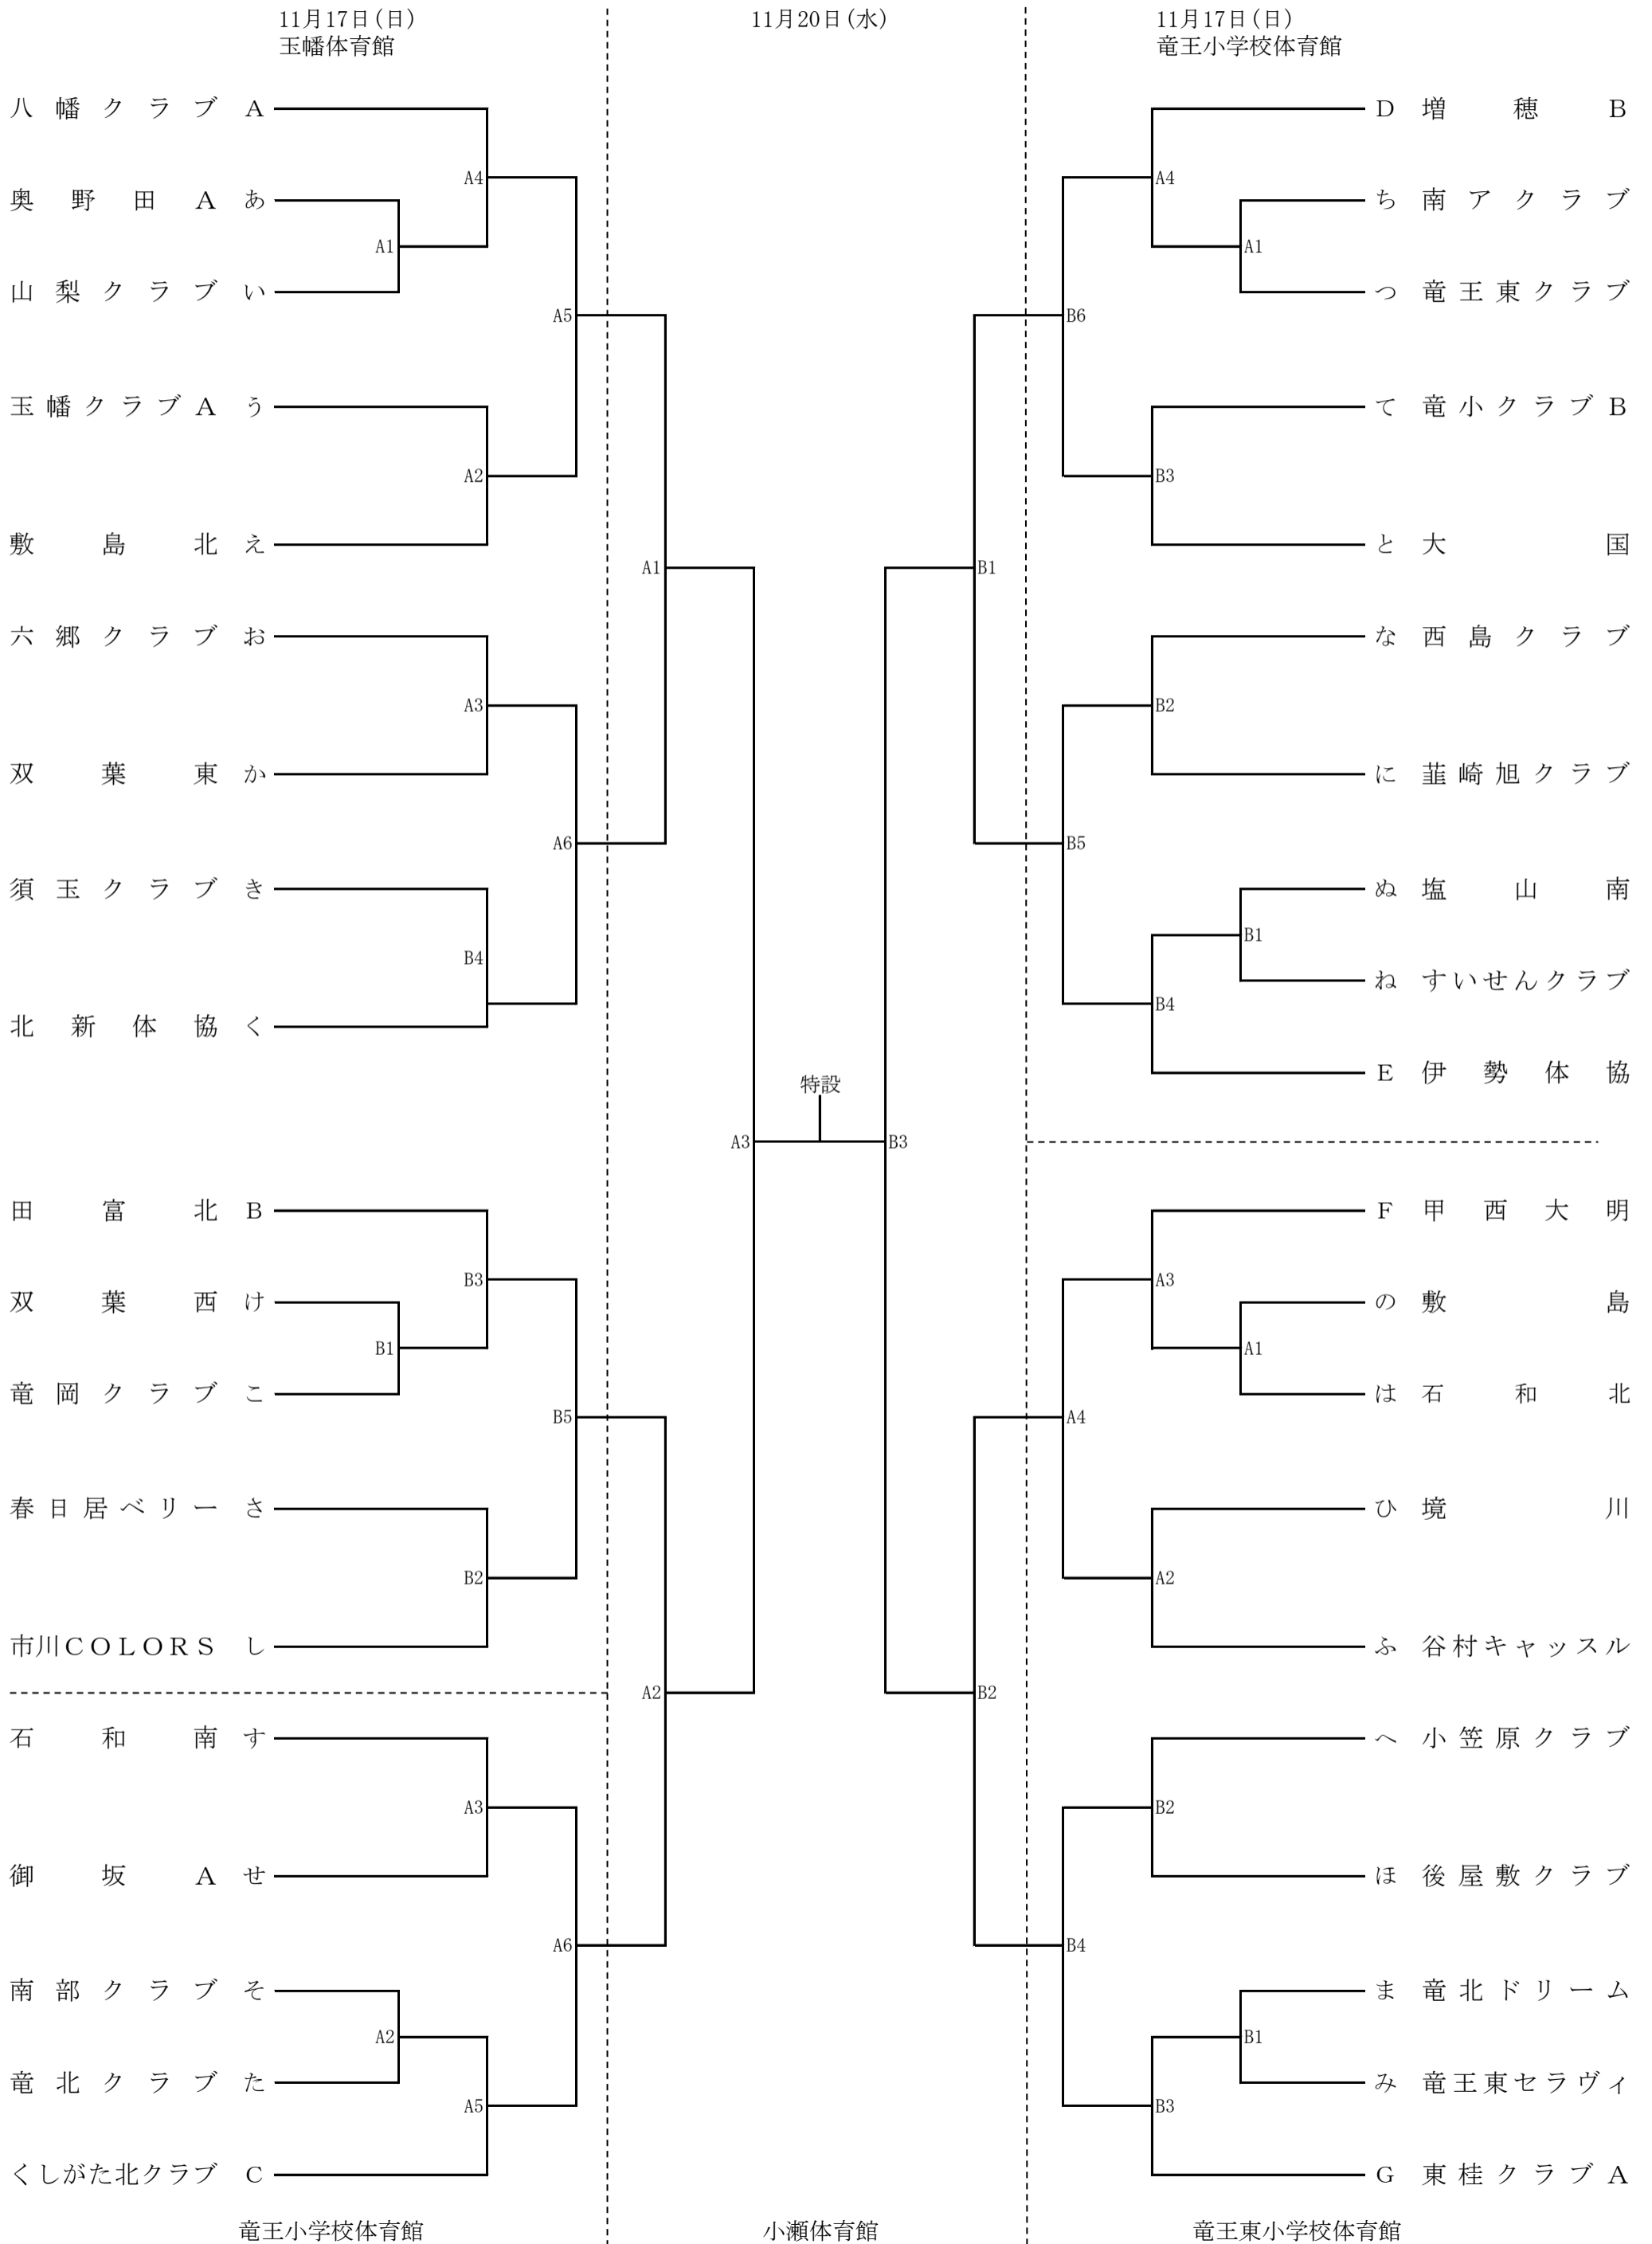 11月17日(日)
玉幡体育館
八幡クラブ A
A4
奥野田A あ
A1
山梨クラブ い
A5
玉幡クラブA う
A2
敷島北 え
A1
六郷クラブ お
A3
双葉東 か
A6
須玉クラブ き
B4
北新体協 く
田富北 B
B3
双葉西 け
B1
竜岡クラブ こ
B5
春日居ベリー さ
B2
市川COLORS し
A2
石和南 す
A3
御坂A せ
A6
南部クラブ そ
A2
竜北クラブ た
A5
くしがた北クラブ C
竜王小学校体育館
11月20日(水)
特設
A3
B3
小瀬体育館
11月17日(日)
竜王小学校体育館
D 増穂B
A4
ち 南アクラブ
A1
つ 竜王東クラブ
B6
て 竜小クラブB
B3
と 大国
B1
な 西島クラブ
B2
に 韮崎旭クラブ
B5
ぬ 塩山南
B1
ね すいせんクラブ
B4
E 伊勢体協
F 甲西大明
A3
の 敷島
A1
は 石和北
A4
ひ 境川
A2
ふ 谷村キャッスル
B2
へ 小笠原クラブ
B2
ほ 後屋敷クラブ
B4
ま 竜北ドリーム
B1
み 竜王東セラヴィ
B3
G 東桂クラブA
竜王東小学校体育館